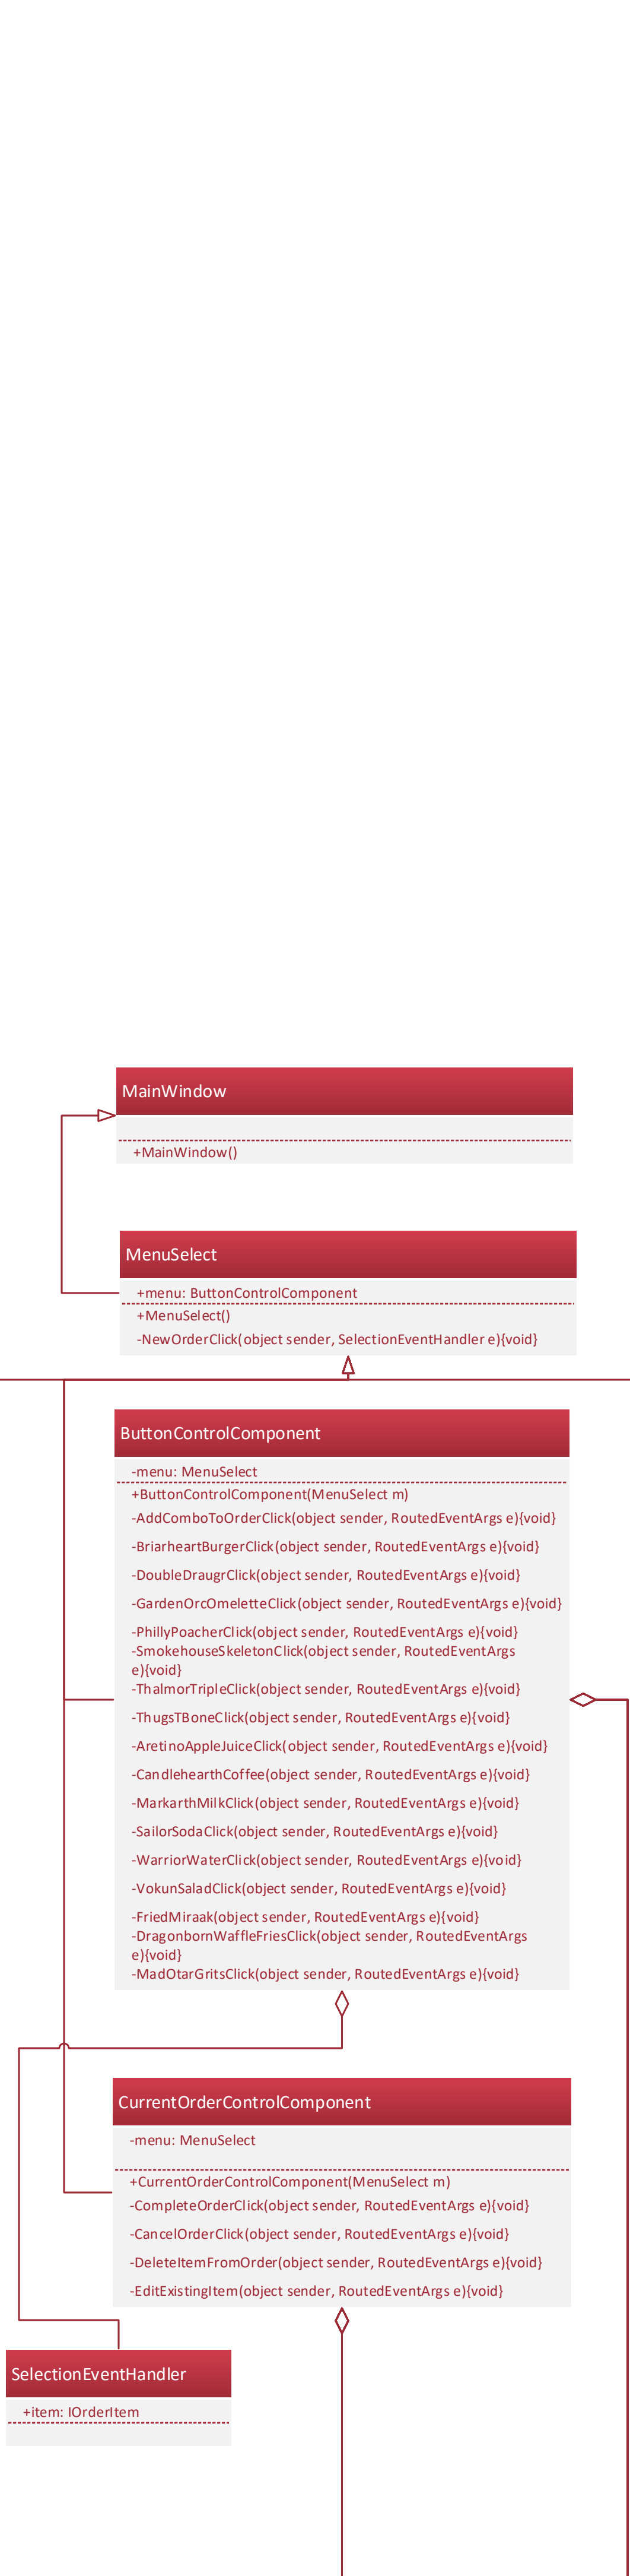 MainWindow
+MainWindow()
MenuSelect
+menu: ButtonControlComponent
+MenuSelect()
-NewOrderClick(object sender, SelectionEventHandler e){void}
ButtonControlComponent
-menu: MenuSelect
+ButtonControlComponent(MenuSelect m)
-AddComboToOrderClick(object sender, RoutedEventArgs e){void}
-BriarheartBurgerClick(object sender, RoutedEventArgs e){void}
-DoubleDraugrClick(object sender, RoutedEventArgs e){void}
-GardenOrcOmeletteClick(object sender, RoutedEventArgs e){void}
-PhillyPoacherClick(object sender, RoutedEventArgs e){void}
-SmokehouseSkeletonClick(object sender, RoutedEventArgs
e){void}
-ThalmorTripleClick(object sender, RoutedEventArgs e){void}
-ThugsTBoneClick(object sender, RoutedEventArgs e){void}
-AretinoAppleJuiceClick(object sender, RoutedEventArgs e){void}
-CandlehearthCoffee(object sender, RoutedEventArgs e){void}
-MarkarthMilkClick(object sender, RoutedEventArgs e){void}
-SailorSodaClick(object sender, RoutedEventArgs e){void}
-WarriorWaterClick(object sender, RoutedEventArgs e){void}
-VokunSaladClick(object sender, RoutedEventArgs e){void}
-FriedMiraak(object sender, RoutedEventArgs e){void}
-DragonbornWaffleFriesClick(object sender, RoutedEventArgs
e){void}
-MadOtarGritsClick(object sender, RoutedEventArgs e){void}
CurrentOrderControlComponent
-menu: MenuSelect
+CurrentOrderControlComponent(MenuSelect m)
-CompleteOrderClick(object sender, RoutedEventArgs e){void}
-CancelOrderClick(object sender, RoutedEventArgs e){void}
-DeleteItemFromOrder(object sender, RoutedEventArgs e){void}
-EditExistingItem(object sender, RoutedEventArgs e){void}
SelectionEventHandler
+item: IOrderItem